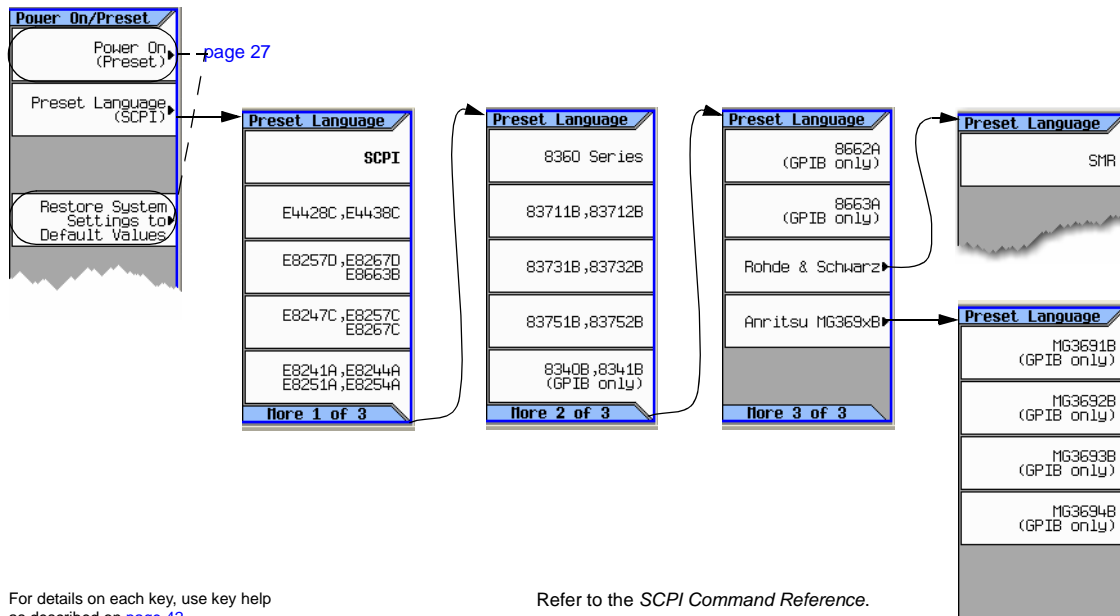 Power On/Preset
Power On
(Preset)
page 27
Preset Language
(SCPI)
Restore System
Settings to
Default Values
Preset Language
SCPI
E4428C,E4438C
E8257D,E8267D
E8663B
E8247C,E8257C
E8267C
E8241A,E8244A
E8251A,E8254A
More 1 of 3
Preset Language
8360 Series
83711B,83712B
83731B,83732B
83751B,83752B
8340B,8341B
(GPIB only)
More 2 of 3
Preset Language
8662A
(GPIB only)
8663A
(GPIB only)
Rohde & Schwarz
Anritsu MG369xB
More 3 of 3
Preset Language
SMR
Preset Language
MG3691B
(GPIB only)
MG3692B
(GPIB only)
MG3693B
(GPIB only)
MG3694B
(GPIB only)
For details on each key, use key help
as described on page 42.
Refer to the SCPI Command Reference.